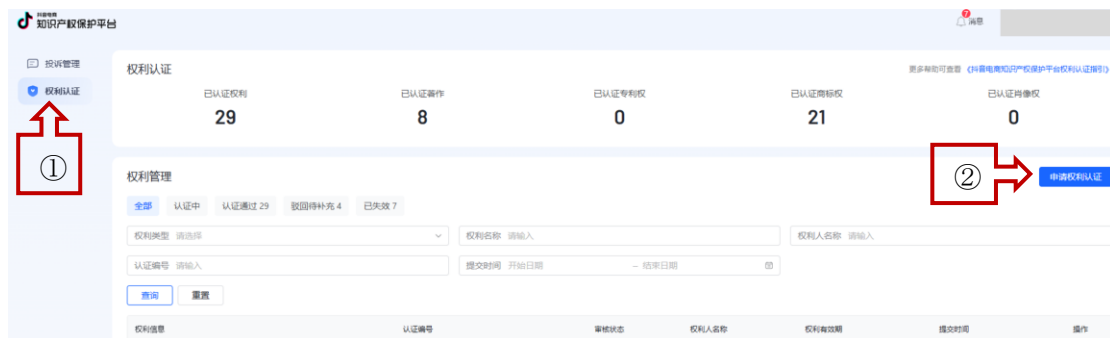 抖音电商
知识产权保护平台
7
消息
投诉管理
权利认证
权利认证
更多帮助可查看 《抖音电商知识产权保护平台权利认证指引》
已认证权利 已认证著作 已认证专利权 已认证商标权 已认证肖像权
29 8 0 21 0
①
②
权利管理
申请权利认证
全部 认证中 认证通过 29 驳回待补充 4 已失效 7
权利类型 请选择 权利名称 请输入 权利人名称 请输入
认证编号 请输入 提交时间 开始日期 – 结束日期
查询 重置
权利信息 认证编号 审核状态 权利人名称 权利有效期 提交时间 操作